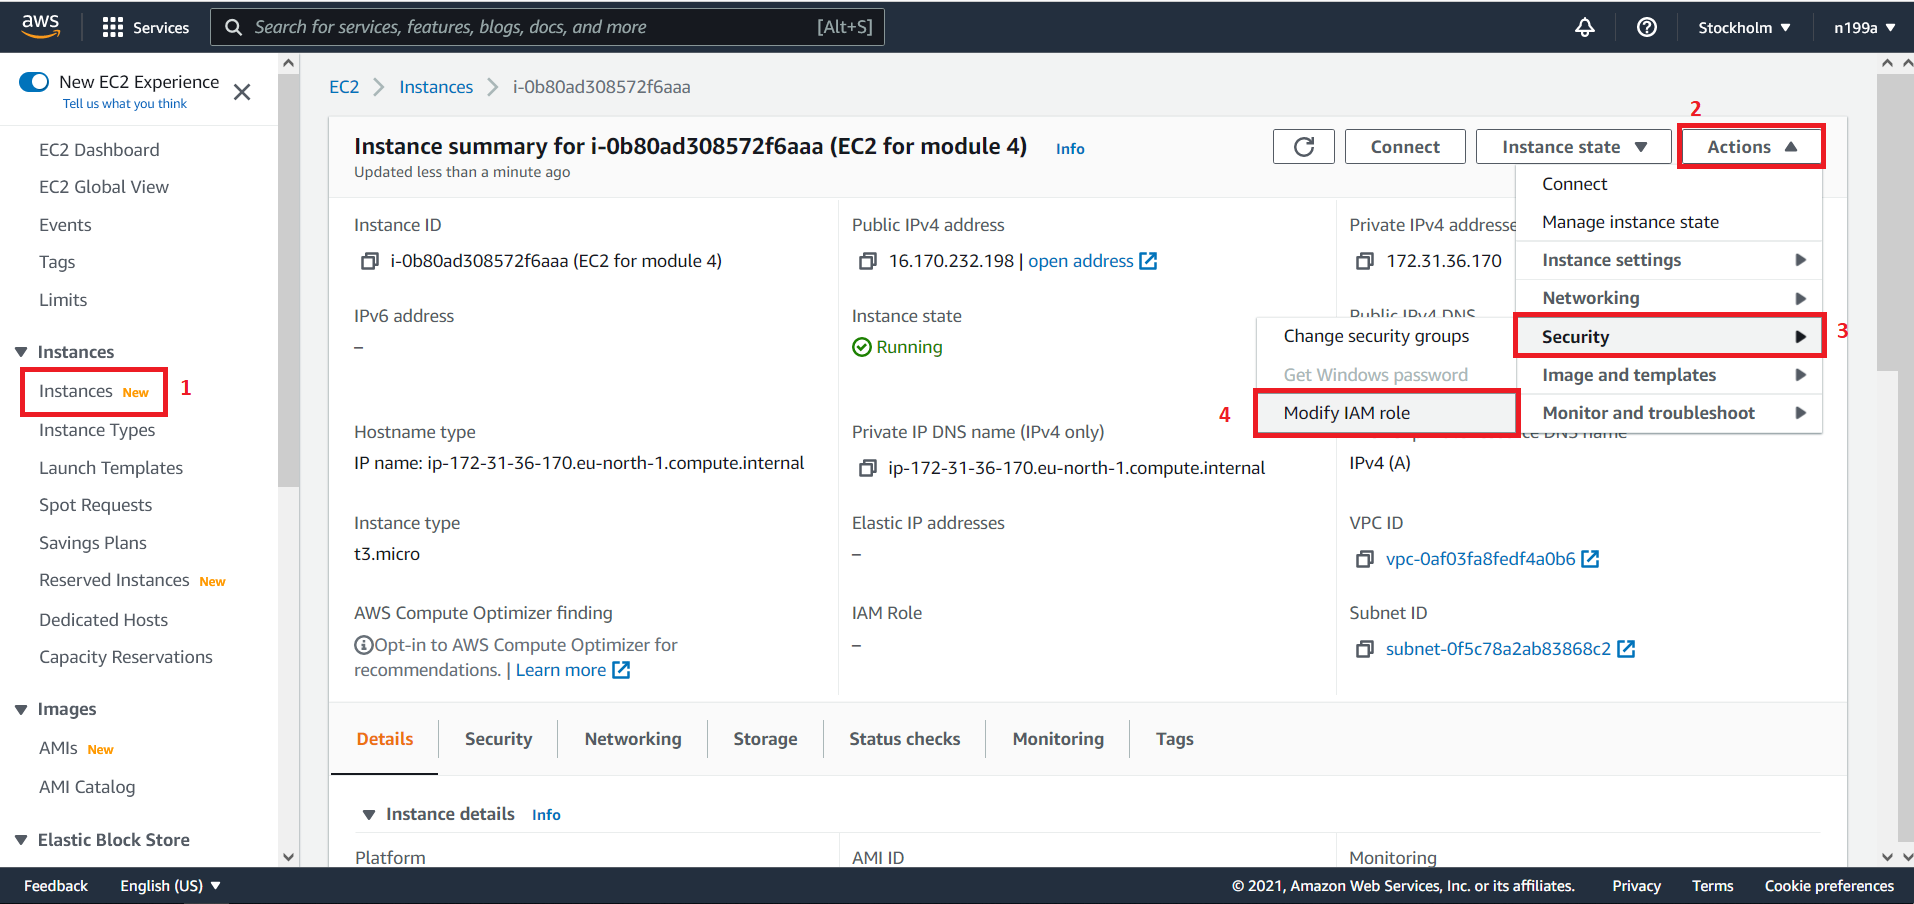 aws
Services
Search for services, features, blogs, docs, and more
[Alt+S]
Stockholm
n199a
New EC2 Experience
Tell us what you think
EC2 Dashboard
EC2 Global View
Events
Tags
Limits
Instances
Instances New
1
Instance Types
Launch Templates
Spot Requests
Savings Plans
Reserved Instances New
Dedicated Hosts
Capacity Reservations
Images
AMIs New
AMI Catalog
Elastic Block Store
EC2 > Instances > i-0b80ad308572f6aaa
Instance summary for i-0b80ad308572f6aaa (EC2 for module 4) Info
Updated less than a minute ago
Connect
Instance state
2
Actions
Connect
Manage instance state
Instance settings
Networking
Security
3
Image and templates
Monitor and troubleshoot
Change security groups
Get Windows password
4
Modify IAM role
Instance ID
i-0b80ad308572f6aaa (EC2 for module 4)
Public IPv4 address
16.170.232.198 | open address
Private IPv4 addresse
172.31.36.170
IPv6 address
–
Instance state
Running
Public IPv4 DNS
Hostname type
IP name: ip-172-31-36-170.eu-north-1.compute.internal
Private IP DNS name (IPv4 only)
ip-172-31-36-170.eu-north-1.compute.internal
DNS name
IPv4 (A)
Instance type
t3.micro
Elastic IP addresses
–
VPC ID
vpc-0af03fa8fedf4a0b6
AWS Compute Optimizer finding
Opt-in to AWS Compute Optimizer for
recommendations. | Learn more
IAM Role
–
Subnet ID
subnet-0f5c78a2ab83868c2
Details
Security
Networking
Storage
Status checks
Monitoring
Tags
Instance details Info
Platform
AMI ID
Monitoring
Feedback
English (US)
© 2021, Amazon Web Services, Inc. or its affiliates.
Privacy
Terms
Cookie preferences